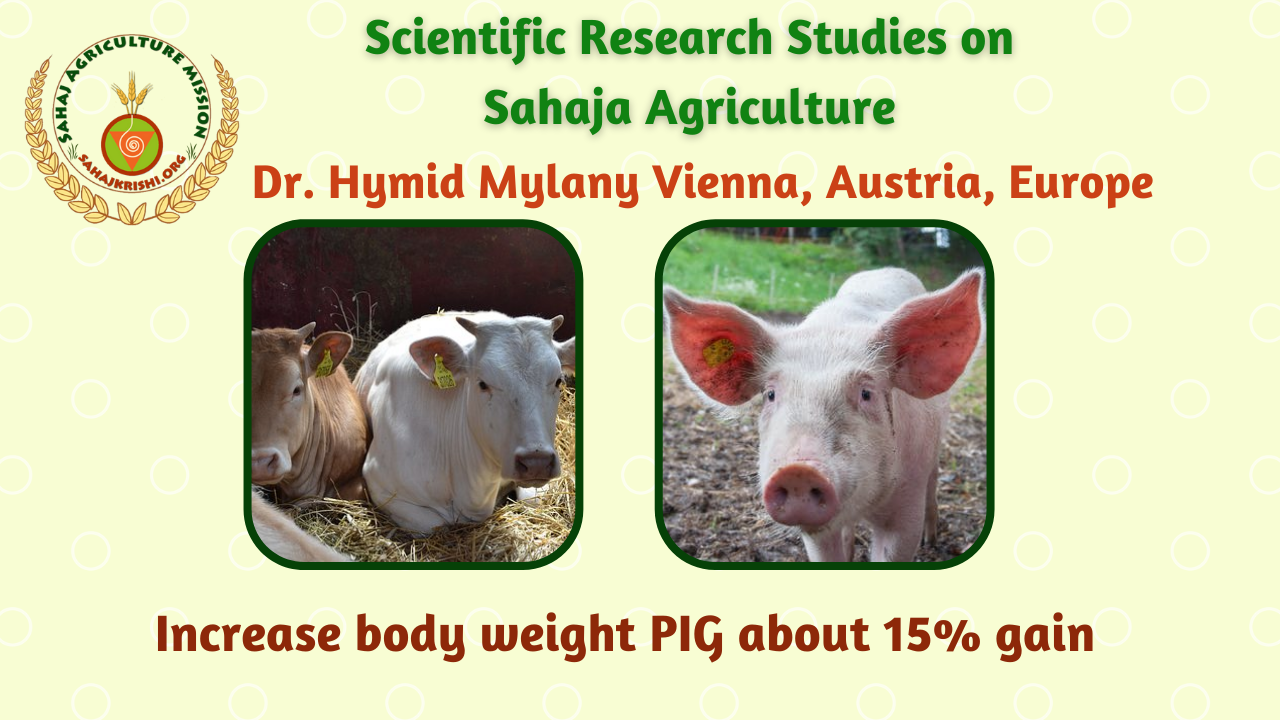 SAHAJ AGRICULTURE MISSION
SAHAJKRISHI.ORG
Scientific Research Studies on
Sahaja Agriculture
Dr. Hymid Mylany Vienna, Austria, Europe
Increase body weight PIG about 15% gain